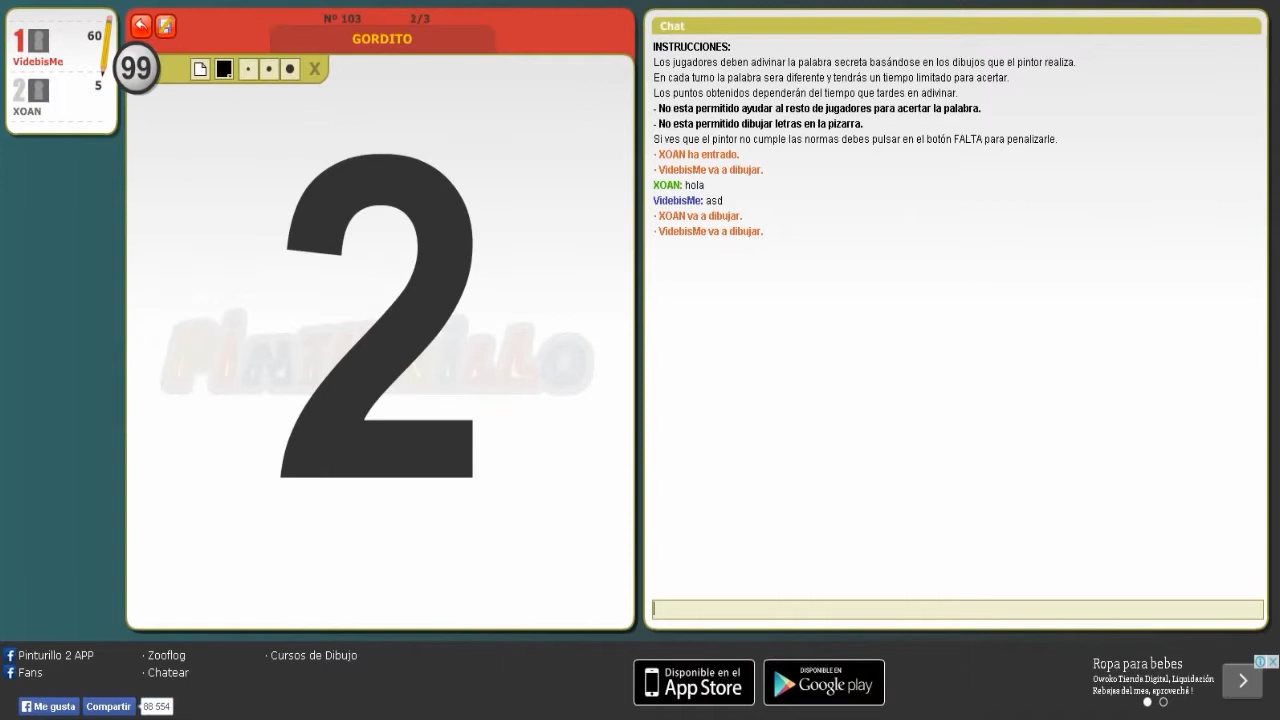 1
60
VidebisMe
2
5
XOAN
Nº 103
2/3
GORDITO
99
X
2
Chat
INSTRUCCIONES:
Los jugadores deben adivinar la palabra secreta basándose en los dibujos que el pintor realiza.
En cada turno la palabra sera diferente y tendrás un tiempo limitado para acertar.
Los puntos obtenidos dependerán del tiempo que tardes en adivinar.
- No esta permitido ayudar al resto de jugadores para acertar la palabra.
- No esta permitido dibujar letras en la pizarra.
Si ves que el pintor no cumple las normas debes pulsar en el botón FALTA para penalizarle.
· XOAN ha entrado.
· VidebisMe va a dibujar.
XOAN: hola
VidebisMe: asd
· XOAN va a dibujar.
· VidebisMe va a dibujar.
Pinturillo 2 APP
· Zooflog
· Cursos de Dibujo
Fans
· Chatear
Me gusta
Compartir
88 554
Disponible en el
App Store
DISPONIBLE EN
Google play
Ropa para bebes
Owoko Tienda Digital, Liquidación
Rebajas del mes, aproveché !